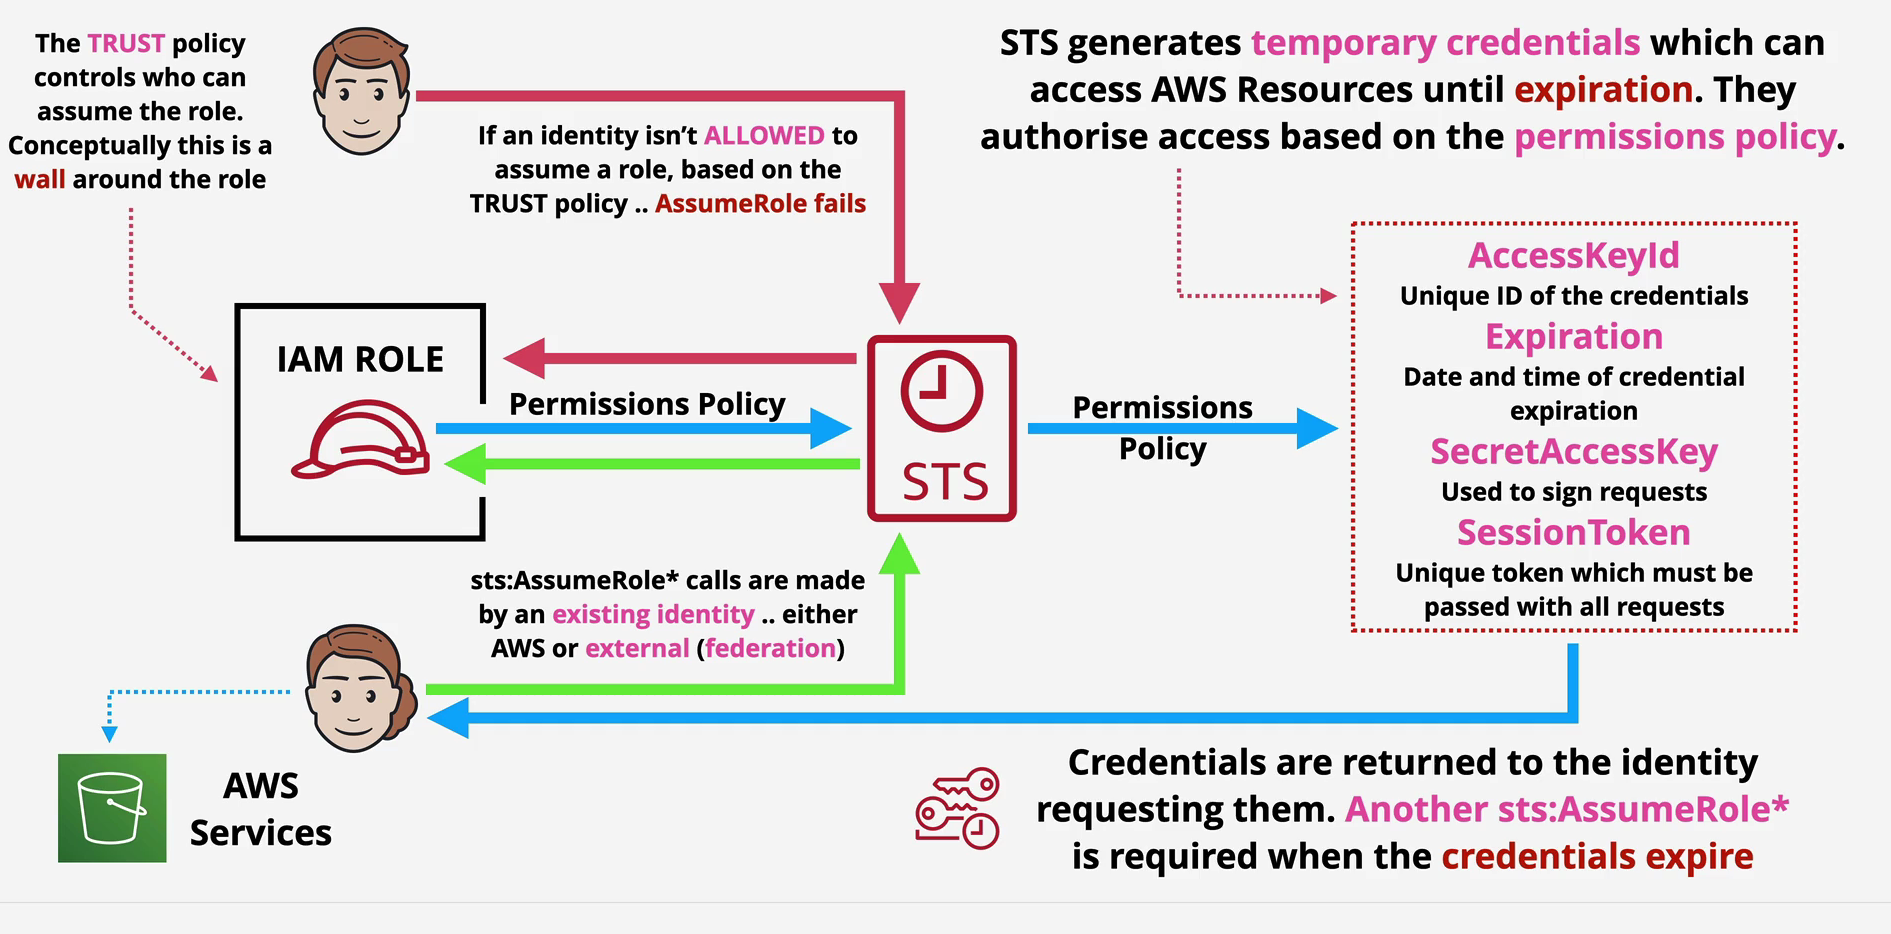 The TRUST policy
controls who can
assume the role.
Conceptually this is a
wall around the role
If an identity isn't ALLOWED to
assume a role, based on the
TRUST policy .. AssumeRole fails
STS generates temporary credentials which can
access AWS Resources until expiration. They
authorise access based on the permissions policy.
IAM ROLE
Permissions Policy
STS
Permissions
Policy
AccessKeyId
Unique ID of the credentials
Expiration
Date and time of credential
expiration
SecretAccessKey
Used to sign requests
SessionToken
Unique token which must be
passed with all requests
sts:AssumeRole* calls are made
by an existing identity .. either
AWS or external (federation)
AWS
Services
Credentials are returned to the identity
requesting them. Another sts:AssumeRole*
is required when the credentials expire